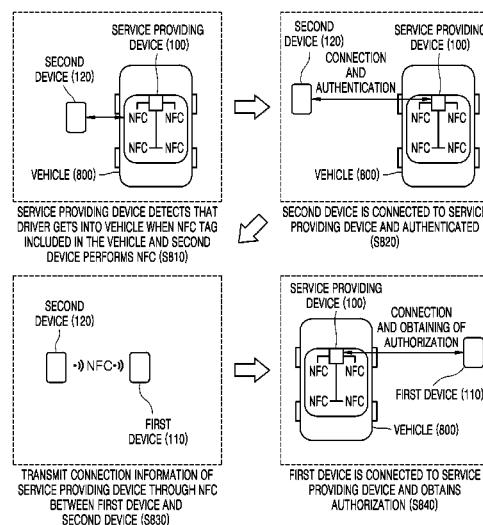 SERVICE PROVIDING
DEVICE (100)
SECOND
DEVICE (120)
NFC NFC
NFC NFC
VEHICLE (800)
SERVICE PROVIDING DEVICE DETECTS THAT
DRIVER GETS INTO VEHICLE WHEN NFC TAG
INCLUDED IN THE VEHICLE AND SECOND
DEVICE PERFORMS NFC (S810)
SECOND
DEVICE (120)
SERVICE PROVIDING
DEVICE (100)
CONNECTION
AND
AUTHENTICATION
NFC NFC
NFC NFC
VEHICLE (800)
SECOND DEVICE IS CONNECTED TO SERVICE
PROVIDING DEVICE AND AUTHENTICATED
(S820)
SECOND
DEVICE (120)
NFC
FIRST
DEVICE (110)
TRANSMIT CONNECTION INFORMATION OF
SERVICE PROVIDING DEVICE THROUGH NFC
BETWEEN FIRST DEVICE AND
SECOND DEVICE (S830)
SERVICE PROVIDING
DEVICE (100)
CONNECTION
AND OBTAINING OF
AUTHORIZATION
NFC NFC
NFC NFC
FIRST DEVICE (110)
VEHICLE (800)
FIRST DEVICE IS CONNECTED TO SERVICE
PROVIDING DEVICE AND OBTAINS
AUTHORIZATION (S840)